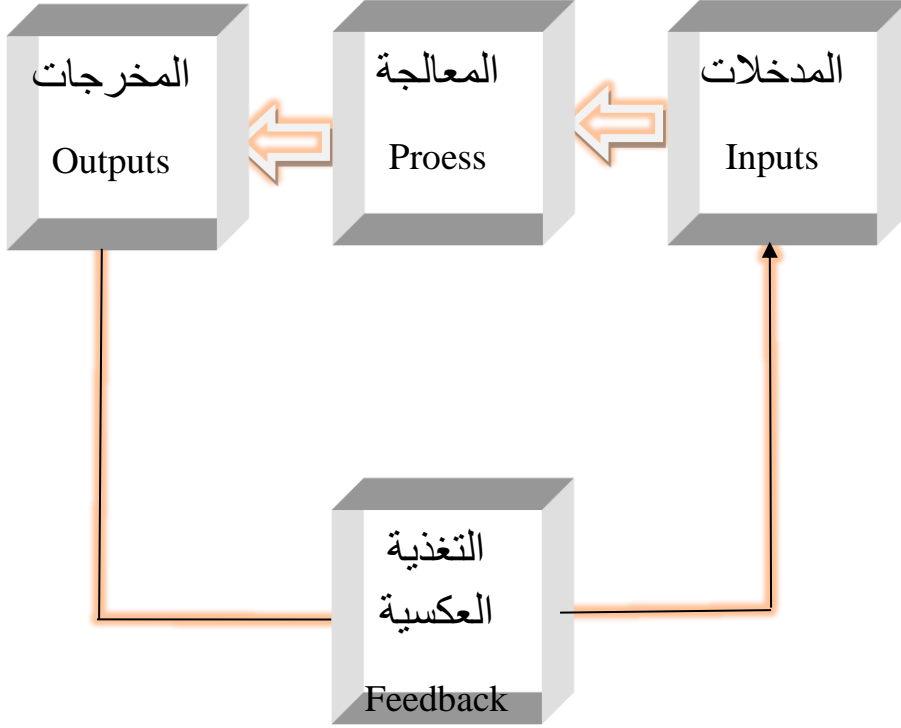 المدخلات
Inputs
المعالجة
Proess
المخرجات
Outputs
التغذية
العكسية
Feedback